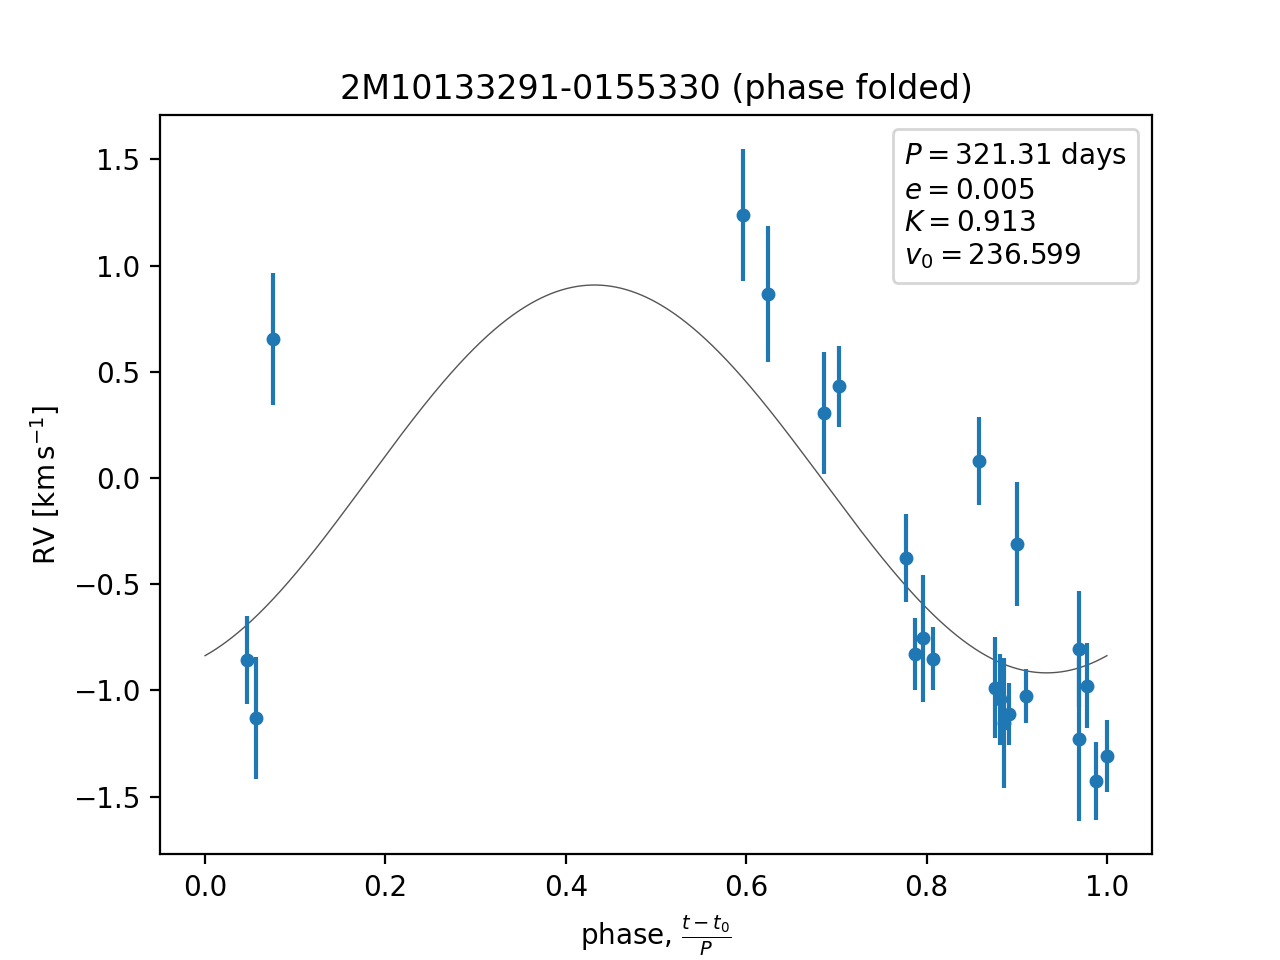 2M10133291-0155330 (phase folded)
P = 321.31 days
e = 0.005
K = 0.913
v₀ = 236.599
RV [km s⁻¹]
1.5
1.0
0.5
0.0
−0.5
−1.0
−1.5
0.0 0.2 0.4 0.6 0.8 1.0
phase, (t − t₀)/P